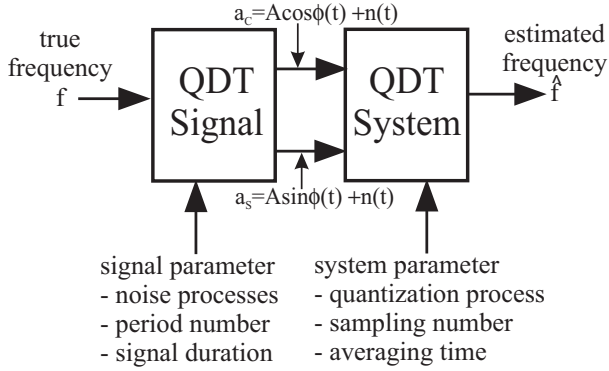 true
frequency
f
QDT
Signal
a_c=Acosϕ(t) +n(t)
a_s=Asinϕ(t) +n(t)
QDT
System
estimated
frequency
f̂
signal parameter
- noise processes
- period number
- signal duration
system parameter
- quantization process
- sampling number
- averaging time